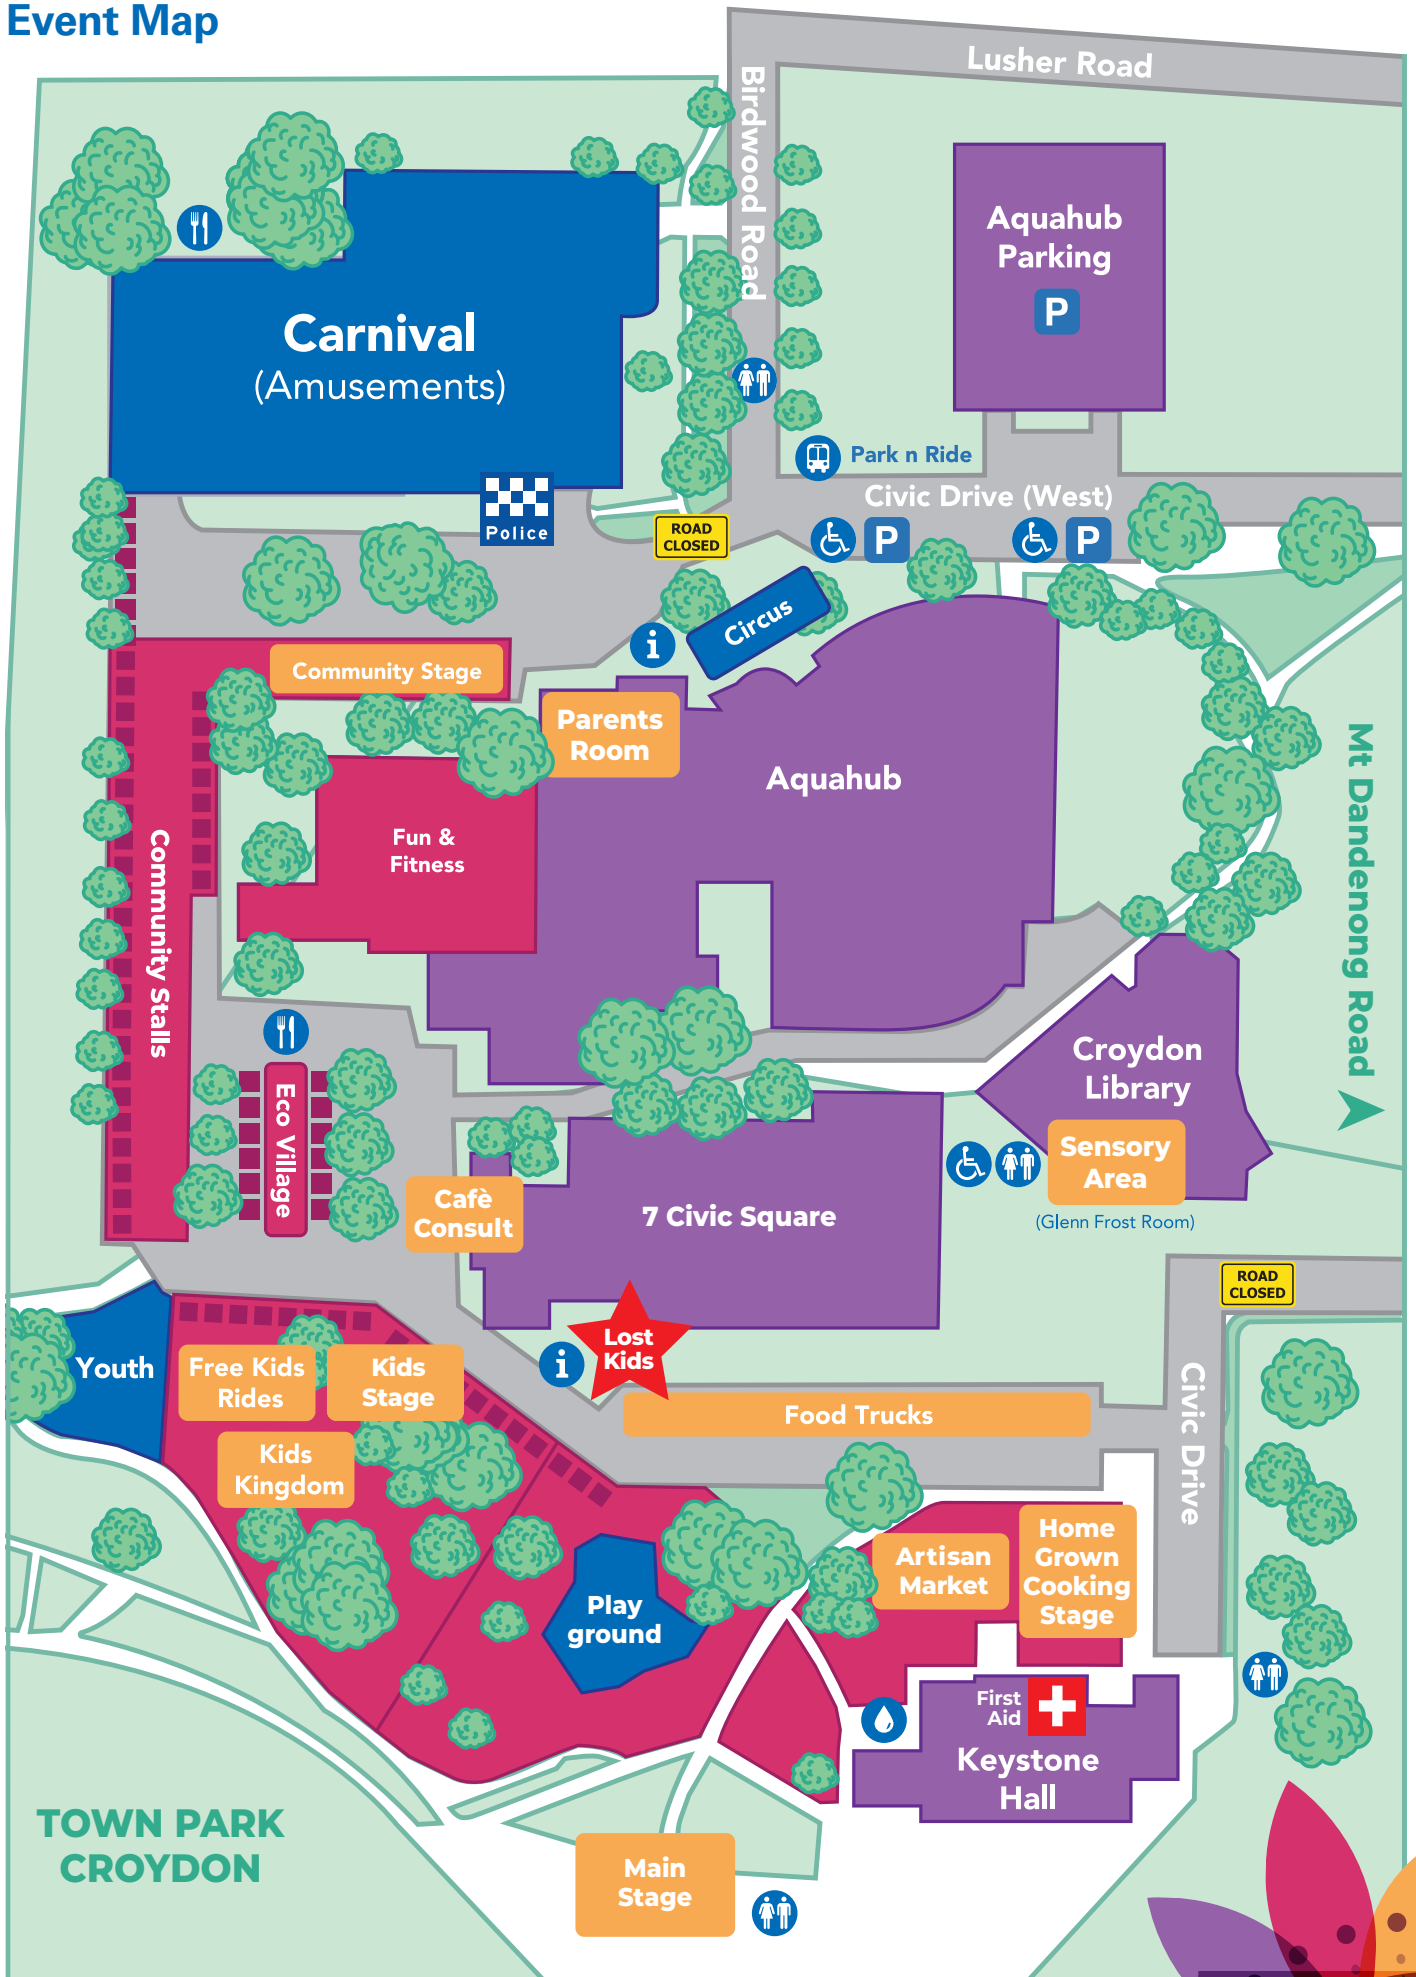 Event Map
Lusher Road
Birdwood Road
Aquahub
Parking
P
Carnival
(Amusements)
Park n Ride
Civic Drive (West)
Police
ROAD
CLOSED
P
P
Circus
i
Community Stage
Parents
Room
Aquahub
Mt Dandenong Road
Fun &
Fitness
Community Stalls
Croydon
Library
Eco Village
Sensory
Area
(Glenn Frost Room)
Cafè
Consult
7 Civic Square
ROAD
CLOSED
Lost
Kids
i
Youth
Free Kids
Rides
Kids
Stage
Civic Drive
Food Trucks
Kids
Kingdom
Home
Grown
Cooking
Stage
Artisan
Market
Play
ground
First
Aid
Keystone
Hall
TOWN PARK
CROYDON
Main
Stage